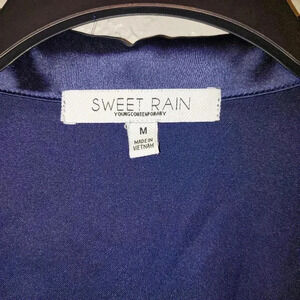 SWEET RAIN
YOUNGCONTEMPORARY
M
MADE IN
VIETNAM